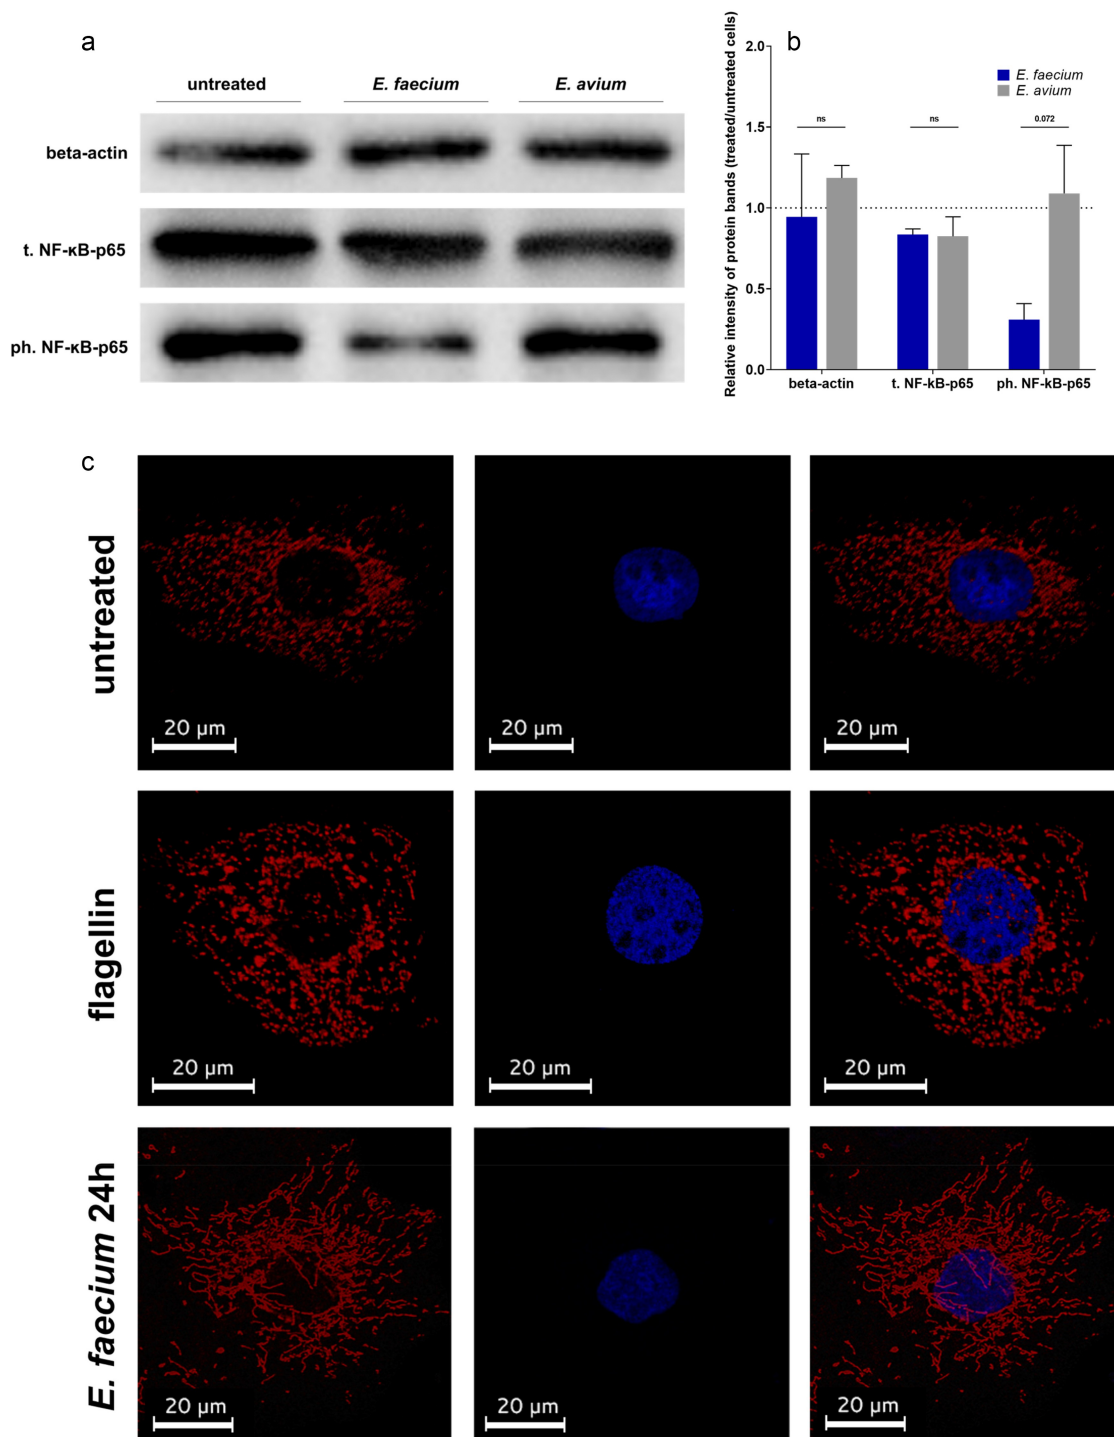 a
untreated
E. faecium
E. avium
beta-actin
t. NF-κB-p65
ph. NF-κB-p65
b
Relative intensity of protein bands (treated/untreated cells)
2.0
1.5
1.0
0.5
0.0
E. faecium
E. avium
ns
ns
0.072
beta-actin
t. NF-kB-p65
ph. NF-kB-p65
c
untreated
20 µm
20 µm
20 µm
flagellin
20 µm
20 µm
20 µm
E. faecium 24h
20 µm
20 µm
20 µm